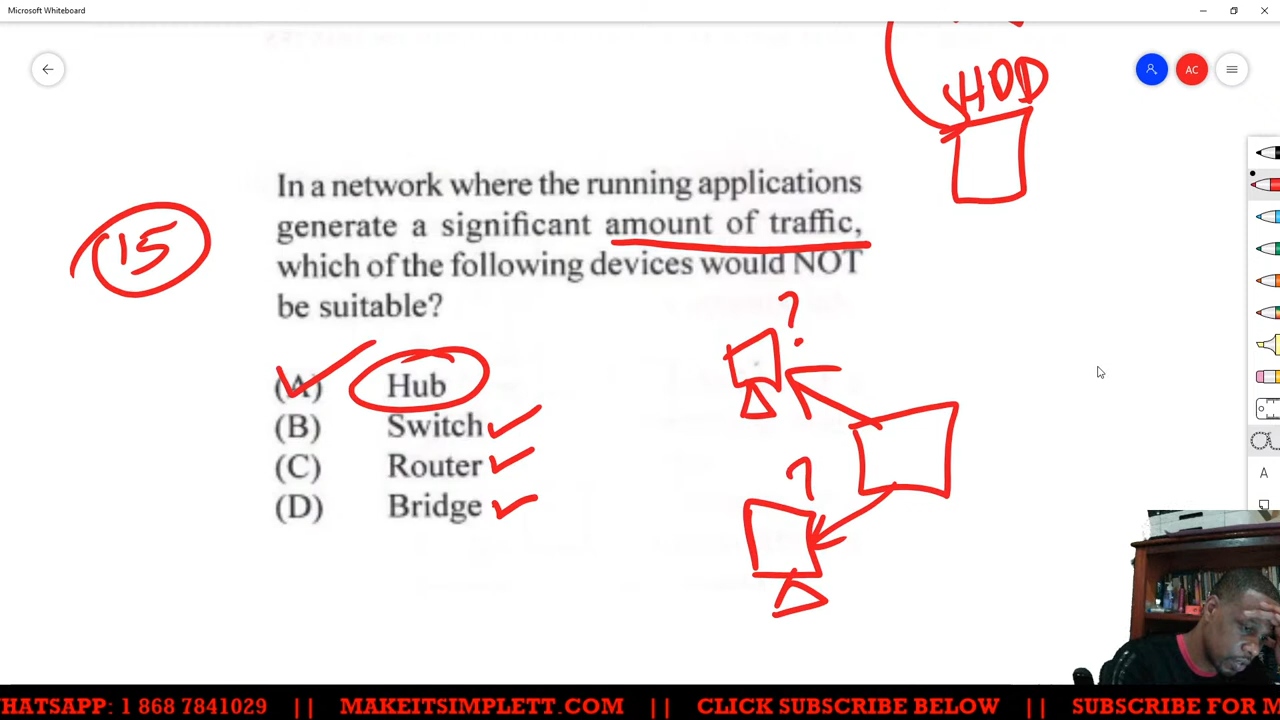 Microsoft Whiteboard
AC
HDD
15
In a network where the running applications
generate a significant amount of traffic,
which of the following devices would NOT
be suitable?
?
(A) Hub
(B) Switch
(C) Router
?
(D) Bridge
A
HATSAPP: 1 868 7841029 || MAKEITSIMPLETT.COM || CLICK SUBSCRIBE BELOW || SUBSCRIBE FOR M